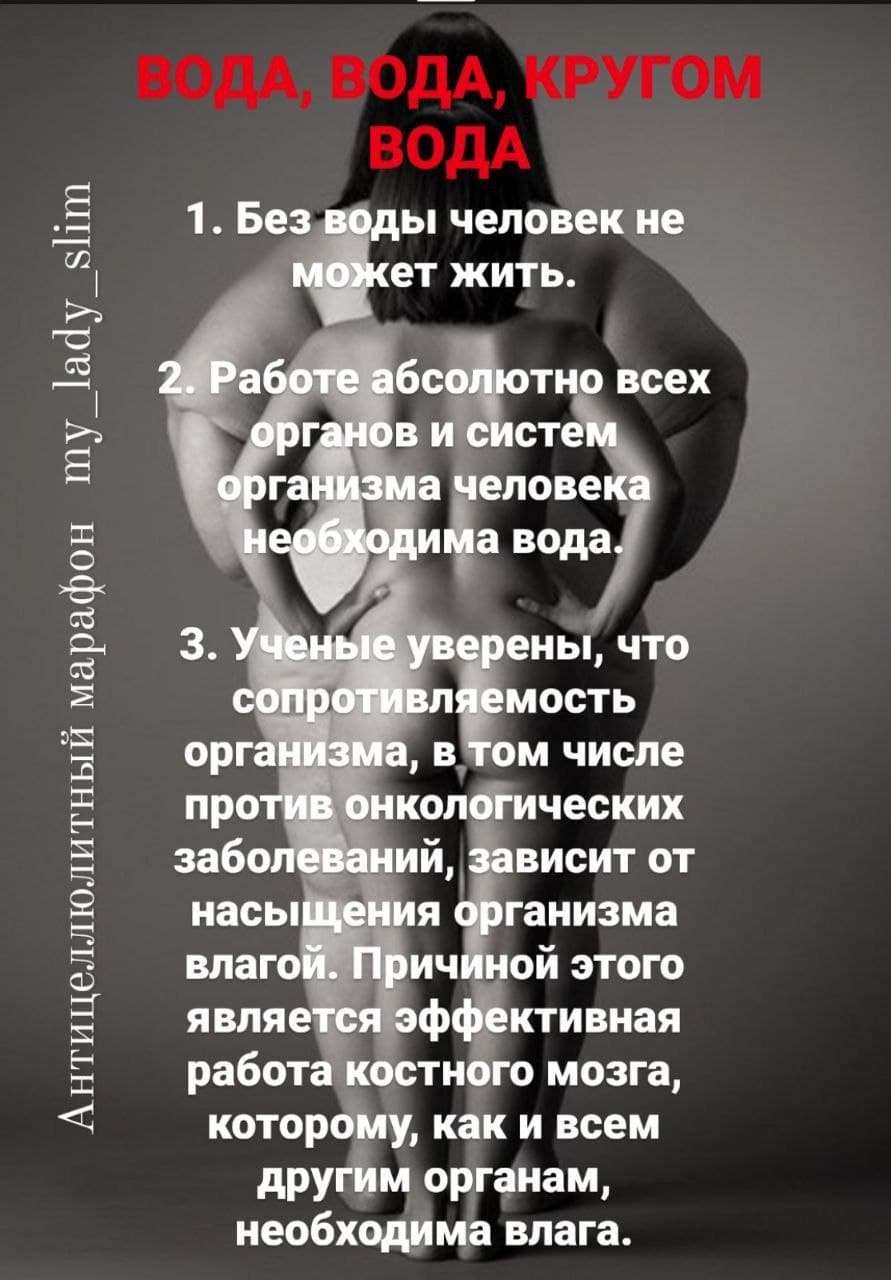 ВОДА, ВОДА, КРУГОМ
ВОДА
1. Без воды человек не
может жить.
2. Работе абсолютно всех
органов и систем
организма человека
необходима вода.
3. Ученые уверены, что
сопротивляемость
организма, в том числе
против онкологических
заболеваний, зависит от
насыщения организма
влагой. Причиной этого
является эффективная
работа костного мозга,
которому, как и всем
другим органам,
необходима влага.
Антицеллюлитный марафон my_lady_slim